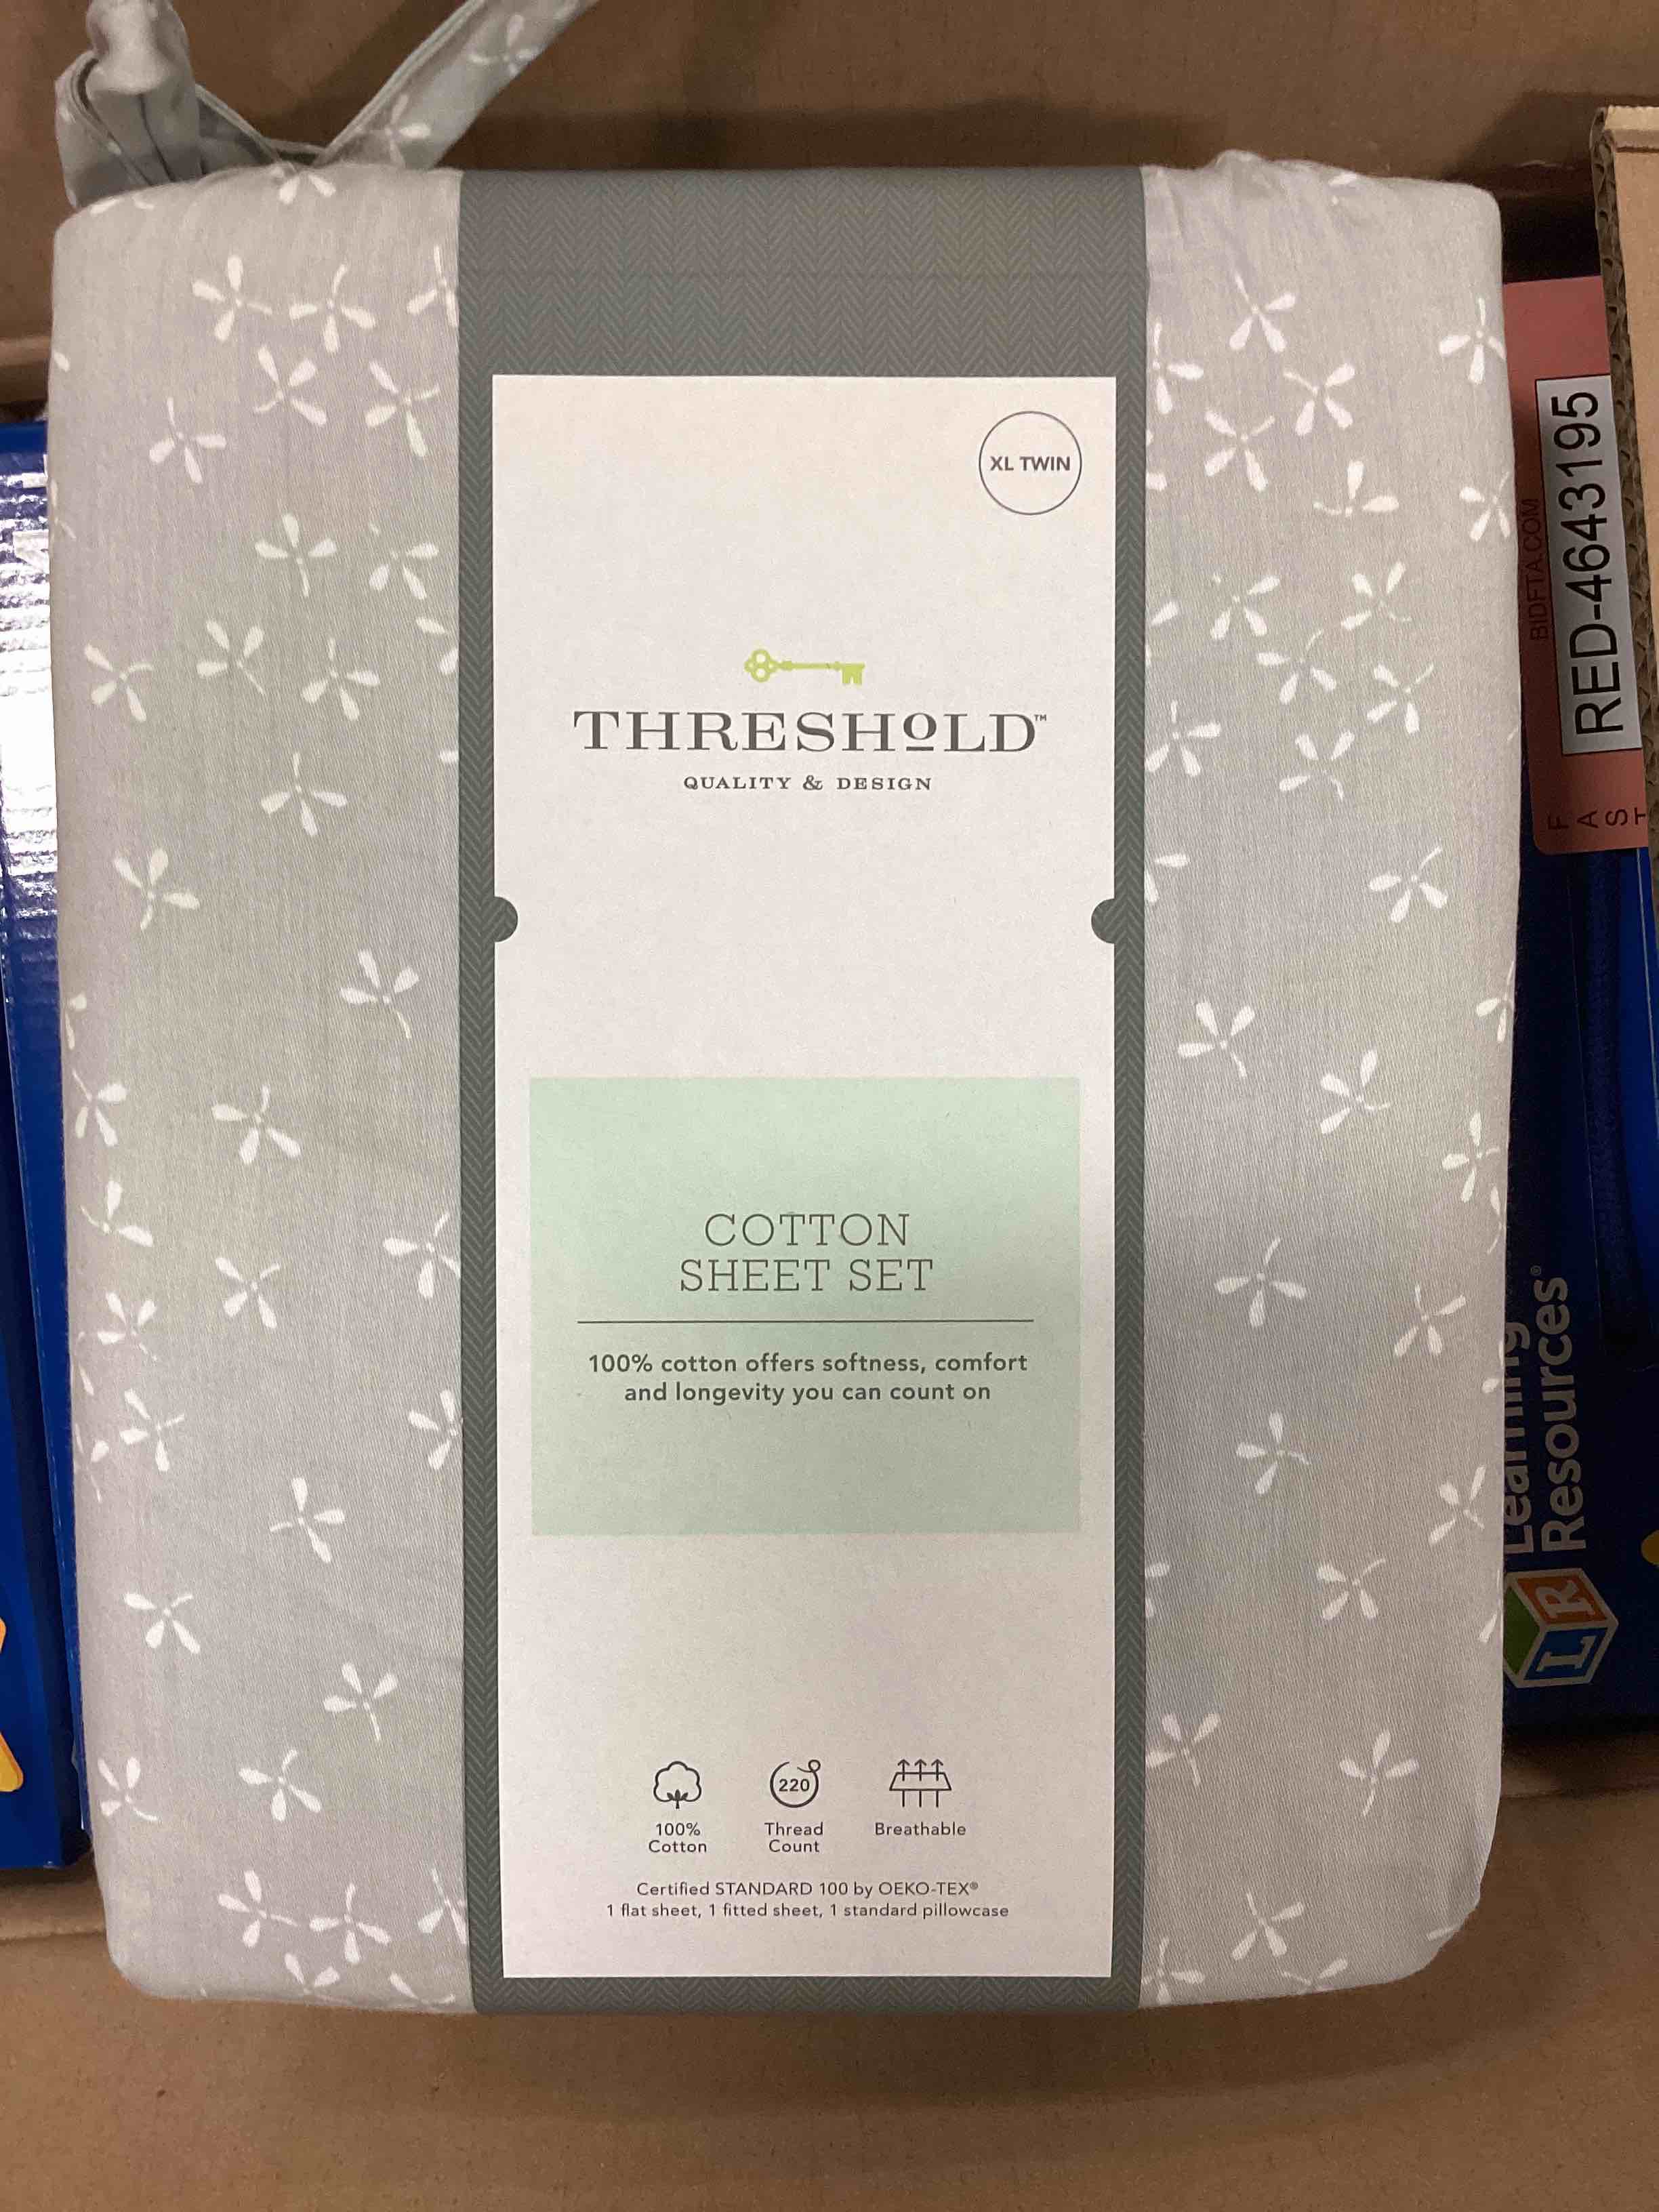 XL TWIN
THRESHOLD™
QUALITY & DESIGN
COTTON
SHEET SET
100% cotton offers softness, comfort
and longevity you can count on
220
100%
Cotton
Thread
Count
Breathable
Certified STANDARD 100 by OEKO-TEX®
1 flat sheet, 1 fitted sheet, 1 standard pillowcase
BIDFTA.COM
RED-4643195
F
A
S
T
Learning
Resources®
LR